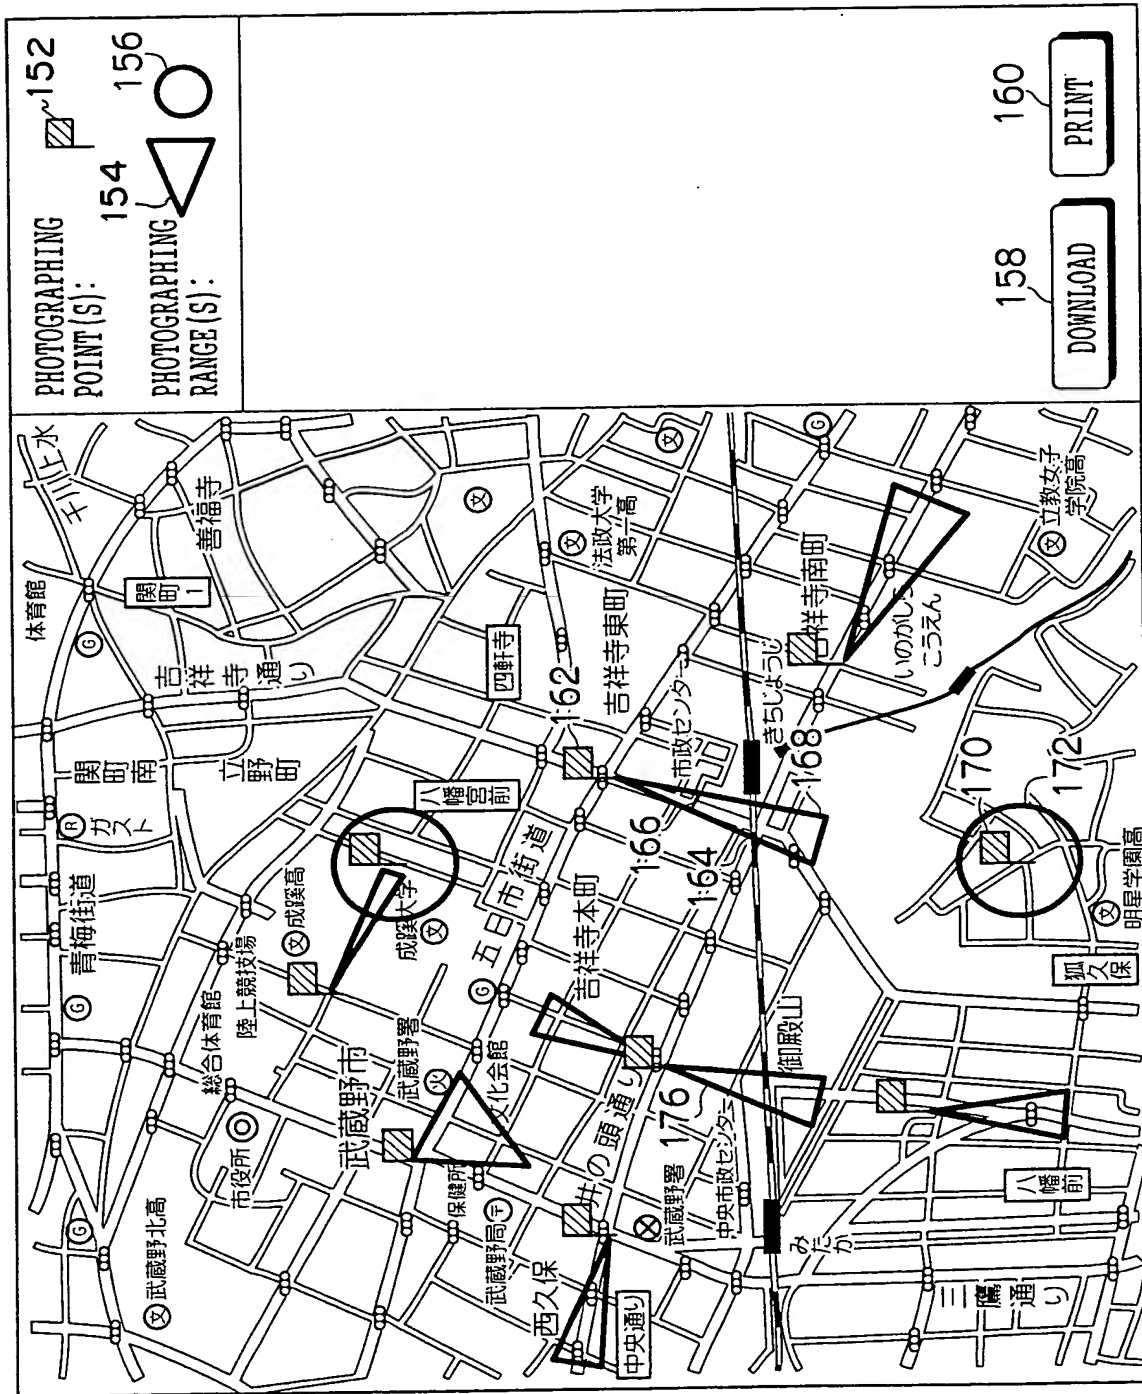 PHOTOGRAPHING
POINT(S):
152
PHOTOGRAPHING
RANGE(S):
154
156
158
DOWNLOAD
160
PRINT
千川上水
善福寺
体育館
関町
1
吉祥寺通り
関町南
立野町
ガスト
R
青梅街道
G
G
G
G
G
四軒寺
八幡宮前
成蹊高
文
成蹊大学
文
陸上競技場
総合体育館
市役所
武蔵野北高
文
武蔵野市
武蔵野署
火
文化会館
保健所
武蔵野局
〒
西久保
中央通り
五日市街道
吉祥寺本町
吉祥寺東町
法政大学
第一高
文
文
文
162
市政センター
きちじょうじ
吉祥寺南町
いのかしら
こうえん
立教女子
学院高
文
164
166
168
170
172
176
井の頭通り
武蔵野署
中央市政センター
御殿山
みたか
三鷹通り
八幡前
狐久保
明星学園高
文